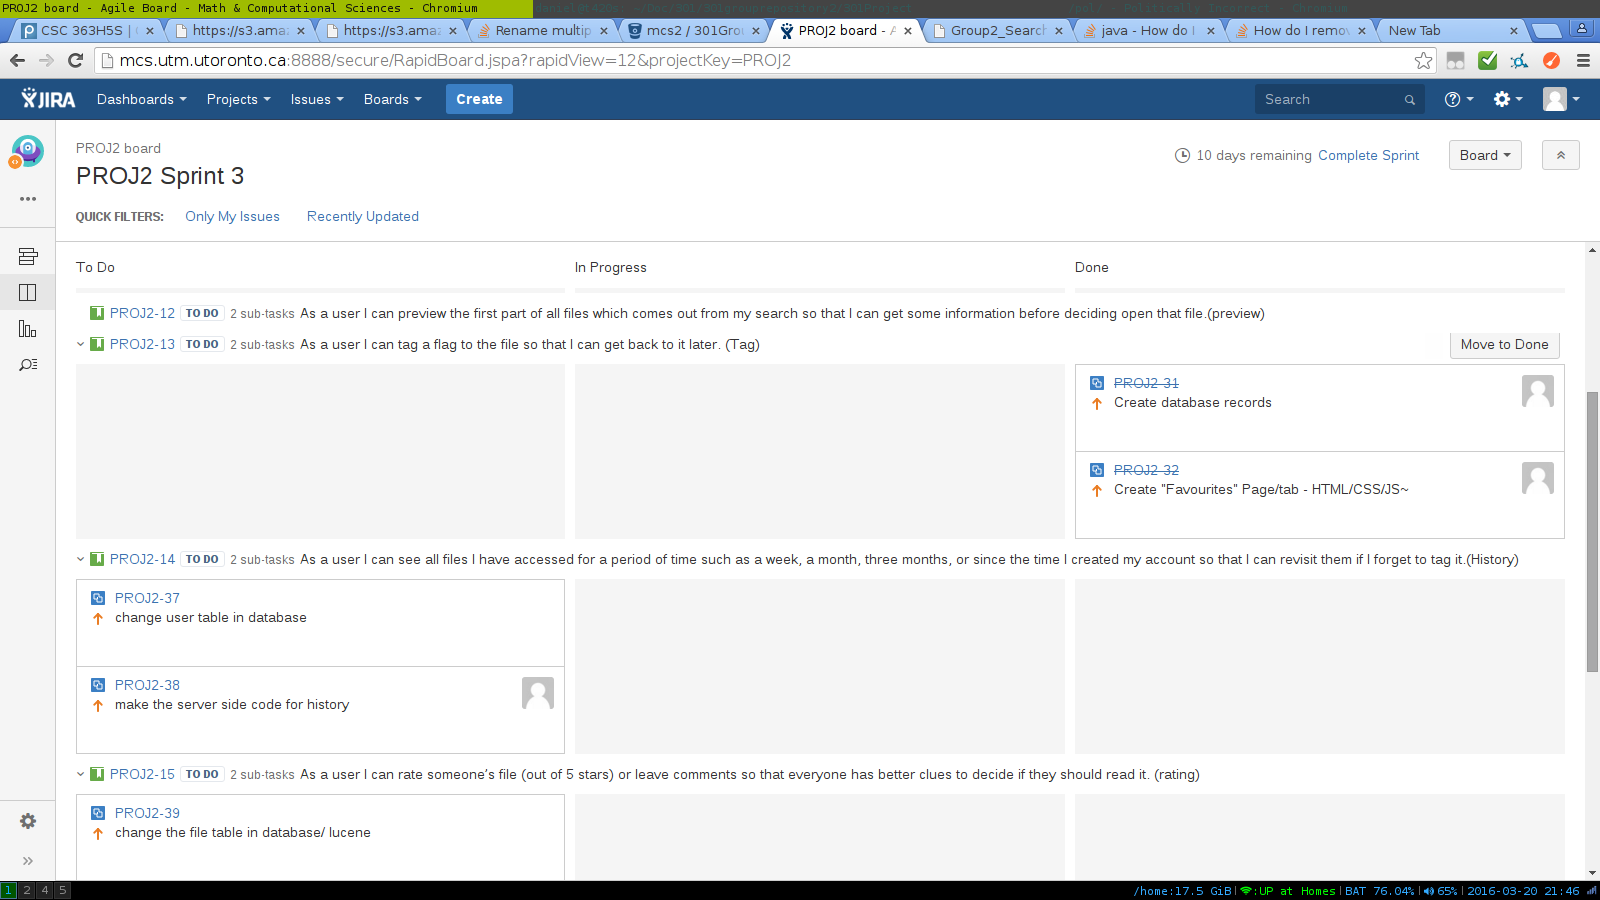 PROJ2 board - Agile Board - Math & Computational Sciences - Chromium
CSC 363H5S | 
https://s3.ama
https://s3.ama
Rename multip
mcs2 / 301Gro
PROJ2 board - A
Group2_Search
java - How do I
How do I remov
New Tab
mcs.utm.utoronto.ca:8888/secure/RapidBoard.jspa?rapidView=12&projectKey=PROJ2
JIRA Dashboards Projects Issues Boards Create Search
PROJ2 board
PROJ2 Sprint 3
10 days remaining Complete Sprint Board
QUICK FILTERS: Only My Issues Recently Updated
To Do In Progress Done
PROJ2-12 TO DO 2 sub-tasks As a user I can preview the first part of all files which comes out from my search so that I can get some information before deciding open that file.(preview)
PROJ2-13 TO DO 2 sub-tasks As a user I can tag a flag to the file so that I can get back to it later. (Tag) Move to Done
PROJ2-31
Create database records
PROJ2-32
Create "Favourites" Page/tab - HTML/CSS/JS~
PROJ2-14 TO DO 2 sub-tasks As a user I can see all files I have accessed for a period of time such as a week, a month, three months, or since the time I created my account so that I can revisit them if I forget to tag it.(History)
PROJ2-37
change user table in database
PROJ2-38
make the server side code for history
PROJ2-15 TO DO 2 sub-tasks As a user I can rate someone’s file (out of 5 stars) or leave comments so that everyone has better clues to decide if they should read it. (rating)
PROJ2-39
change the file table in database/ lucene
1 2 4 5 /home:17.5 GiB| :UP at Homes|BAT 76.04%| 65%|2016-03-20 21:46